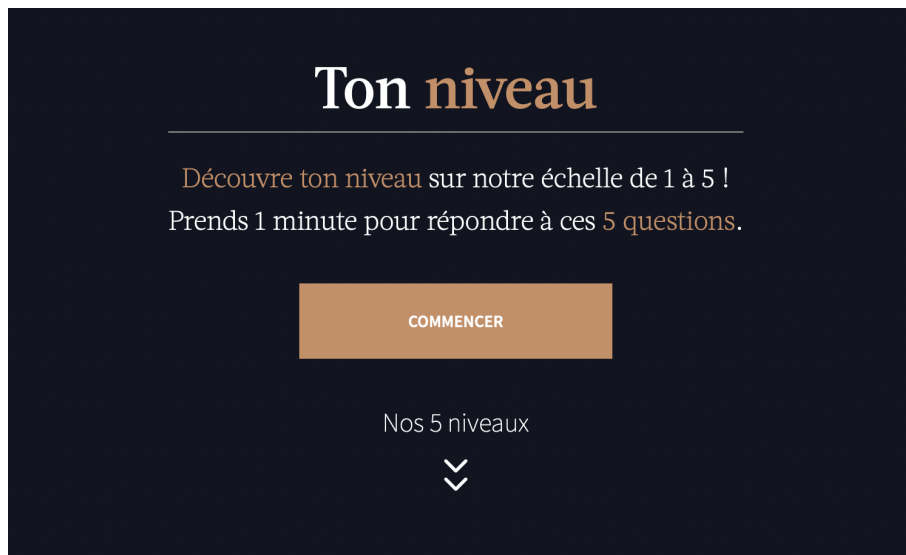 Ton niveau
Découvre ton niveau sur notre échelle de 1 à 5 !
Prends 1 minute pour répondre à ces 5 questions.
COMMENCER
Nos 5 niveaux